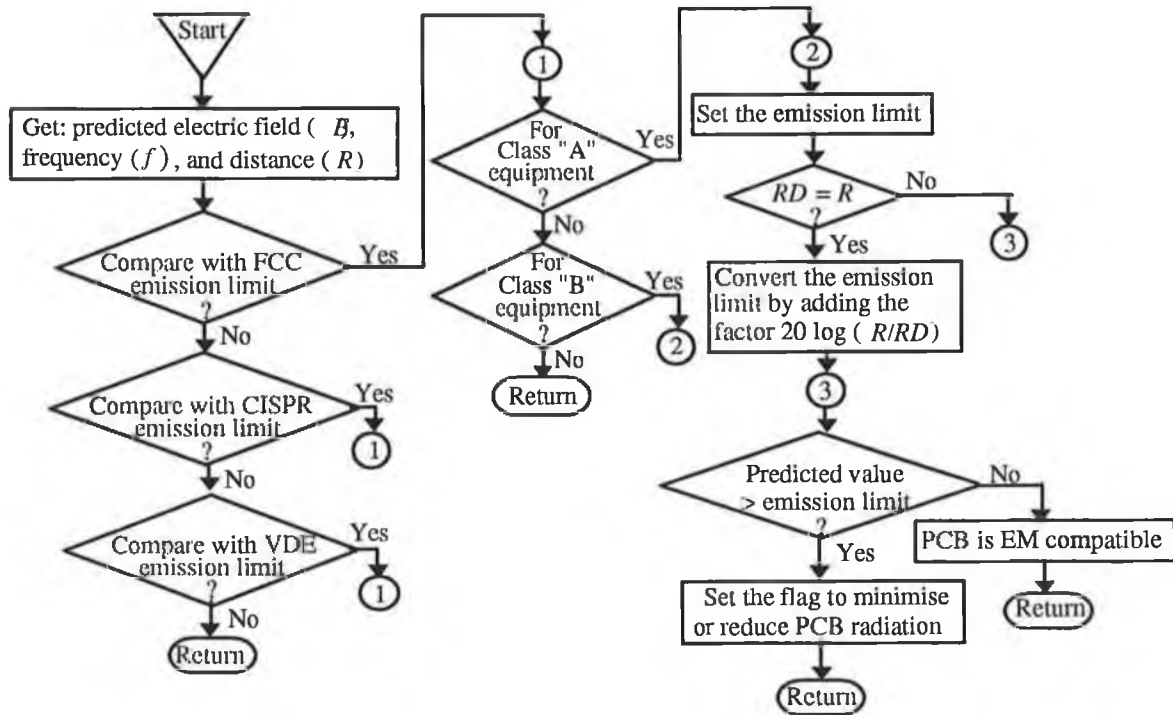 Start
Get: predicted electric field ( E),
frequency (f), and distance ( R)
Compare with FCC
emission limit
?
Yes
No
Compare with CISPR
emission limit
?
Yes
1
No
Compare with VDE
emission limit
?
Yes
1
No
Return
1
For
Class "A"
equipment
?
Yes
No
For
Class "B"
equipment
?
Yes
2
No
Return
2
Set the emission limit
RD = R
?
No
3
Yes
Convert the emission
limit by adding the
factor 20 log ( R/RD)
3
Predicted value
> emission limit
?
No
PCB is EM compatible
Return
Yes
Set the flag to minimise
or reduce PCB radiation
Return